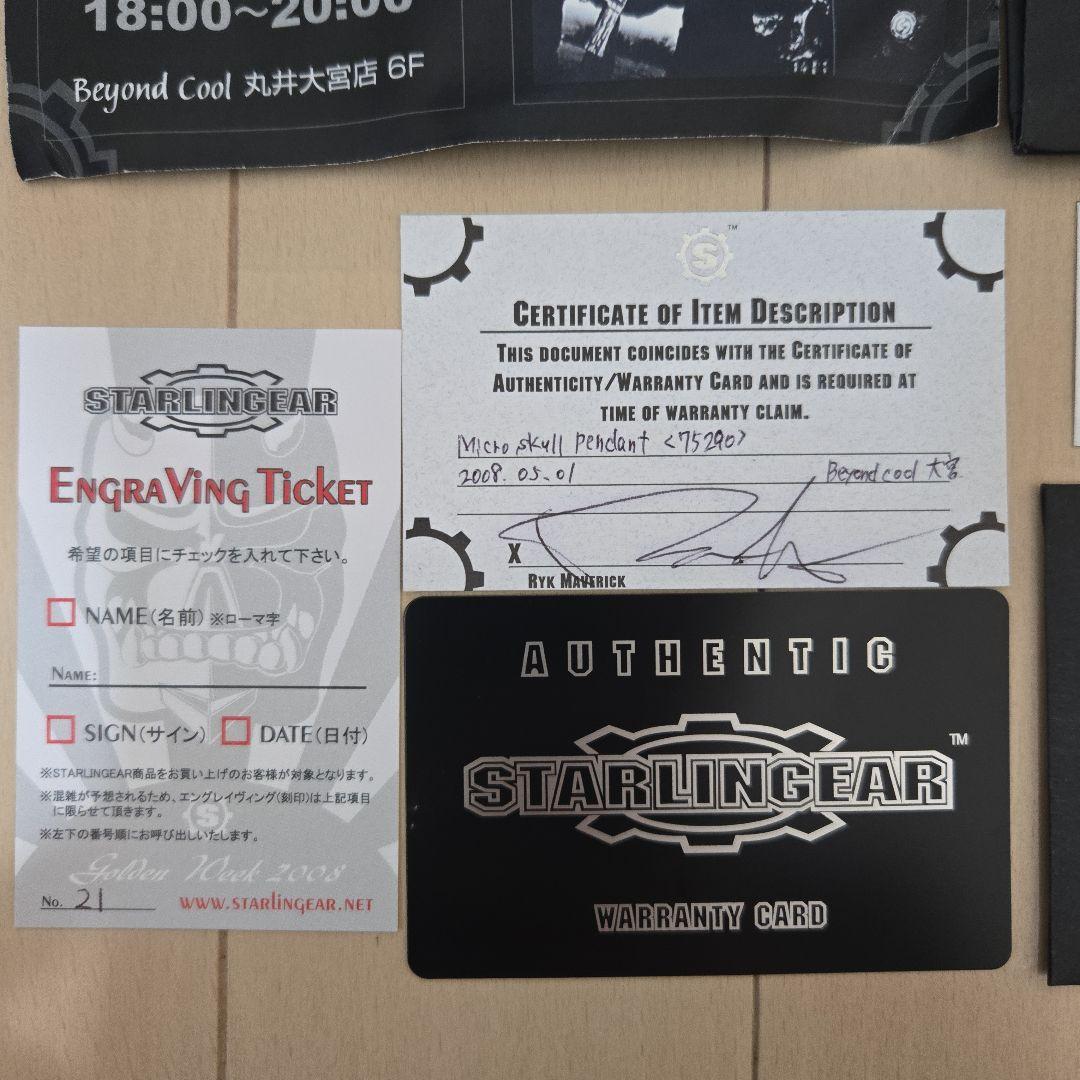 18:00~20:00
Beyond Cool 丸井大宮店 6F
STARLINGEAR
ENGRAVING TICKET
希望の項目にチェックを入れて下さい。
NAME(名前) ※ローマ字
NAME:
SIGN(サイン) DATE(日付)
※STARLINGEAR商品をお買い上げのお客様が対象となります。
※混雑が予想されるため、エングレイヴィング(刻印)は上記項目
に限らせて頂きます。
※左下の番号順にお呼び出しいたします。
Golden Week 2008
No. 21 WWW.STARLINGEAR.NET
S™
CERTIFICATE OF ITEM DESCRIPTION
THIS DOCUMENT COINCIDES WITH THE CERTIFICATE OF
AUTHENTICITY/WARRANTY CARD AND IS REQUIRED AT
TIME OF WARRANTY CLAIM.
Micro skull pendant <75290>
2008.05.01 Beyond cool 大宮
X
RYK MAVERICK
AUTHENTIC
STARLINGEAR™
WARRANTY CARD